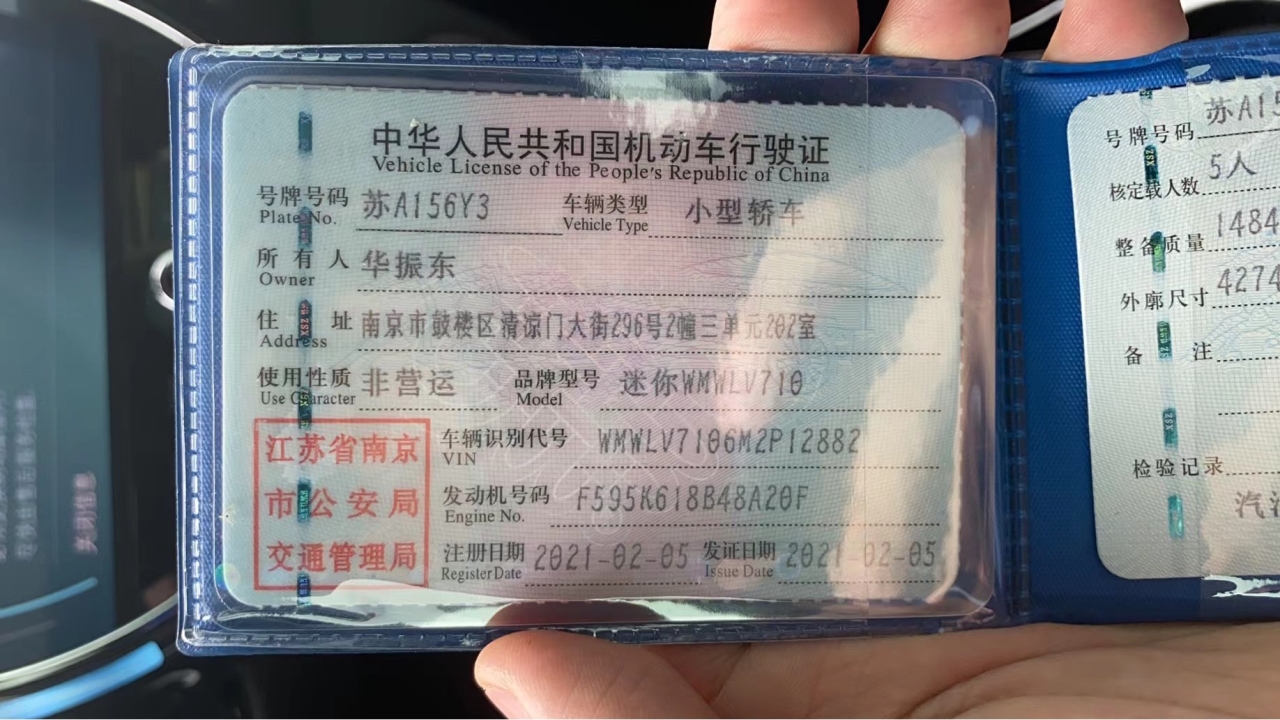 中华人民共和国机动车行驶证
Vehicle License of the People's Republic of China
号牌号码 苏A156Y3 车辆类型 小型轿车
Plate No. Vehicle Type
所有人 华振东
Owner
住址 南京市鼓楼区清凉门大街296号2幢三单元202室
Address
使用性质 非营运 品牌型号 迷你WMWLV710
Use Character Model
车辆识别代号 WMWLV7106M2P12882
VIN
发动机号码 F595K618B48A20F
Engine No.
注册日期 2021-02-05 发证日期 2021-02-05
Register Date Issue Date
江苏省南京
市公安局
交通管理局
号牌号码 苏A15
核定载人数 5人
整备质量 1484
外廓尺寸 4274
备注
检验记录
汽